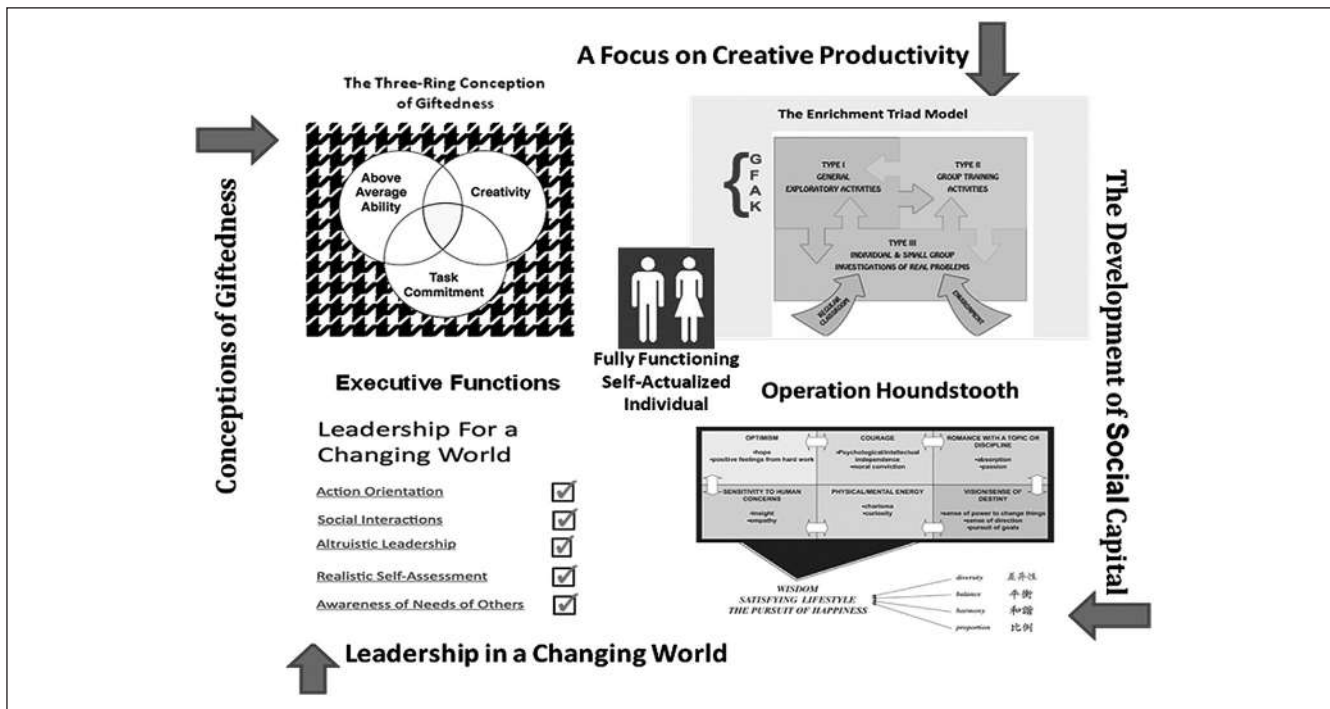 A Focus on Creative Productivity
Conceptions of Giftedness
The Three-Ring Conception
of Giftedness
Above
Average
Ability
Creativity
Task
Commitment
The Enrichment Triad Model
G
F
A
K
TYPE I
GENERAL
EXPLORATORY ACTIVITIES
TYPE II
GROUP TRAINING
ACTIVITIES
TYPE III
INDIVIDUAL & SMALL GROUP
INVESTIGATIONS OF REAL PROBLEMS
REGULAR
CLASSROOM
ENVIRONMENT
The Development of Social Capital
Fully Functioning
Self-Actualized
Individual
Executive Functions
Leadership For a
Changing World
Action Orientation
Social Interactions
Altruistic Leadership
Realistic Self-Assessment
Awareness of Needs of Others
Operation Houndstooth
OPTIMISM
•hope
•positive feelings from hard work
COURAGE
•Psychological/intellectual
independence
•moral conviction
ROMANCE WITH A TOPIC OR
DISCIPLINE
•absorption
•passion
SENSITIVITY TO HUMAN
CONCERNS
•insight
•empathy
PHYSICAL/MENTAL ENERGY
•charisma
•curiosity
VISION/SENSE OF
DESTINY
•sense of power to change things
•sense of direction
•pursuit of goals
WISDOM
SATISFYING LIFESTYLE
THE PURSUIT OF HAPPINESS
diversity 差异性
balance 平衡
harmony 和諧
proportion 比例
Leadership in a Changing World